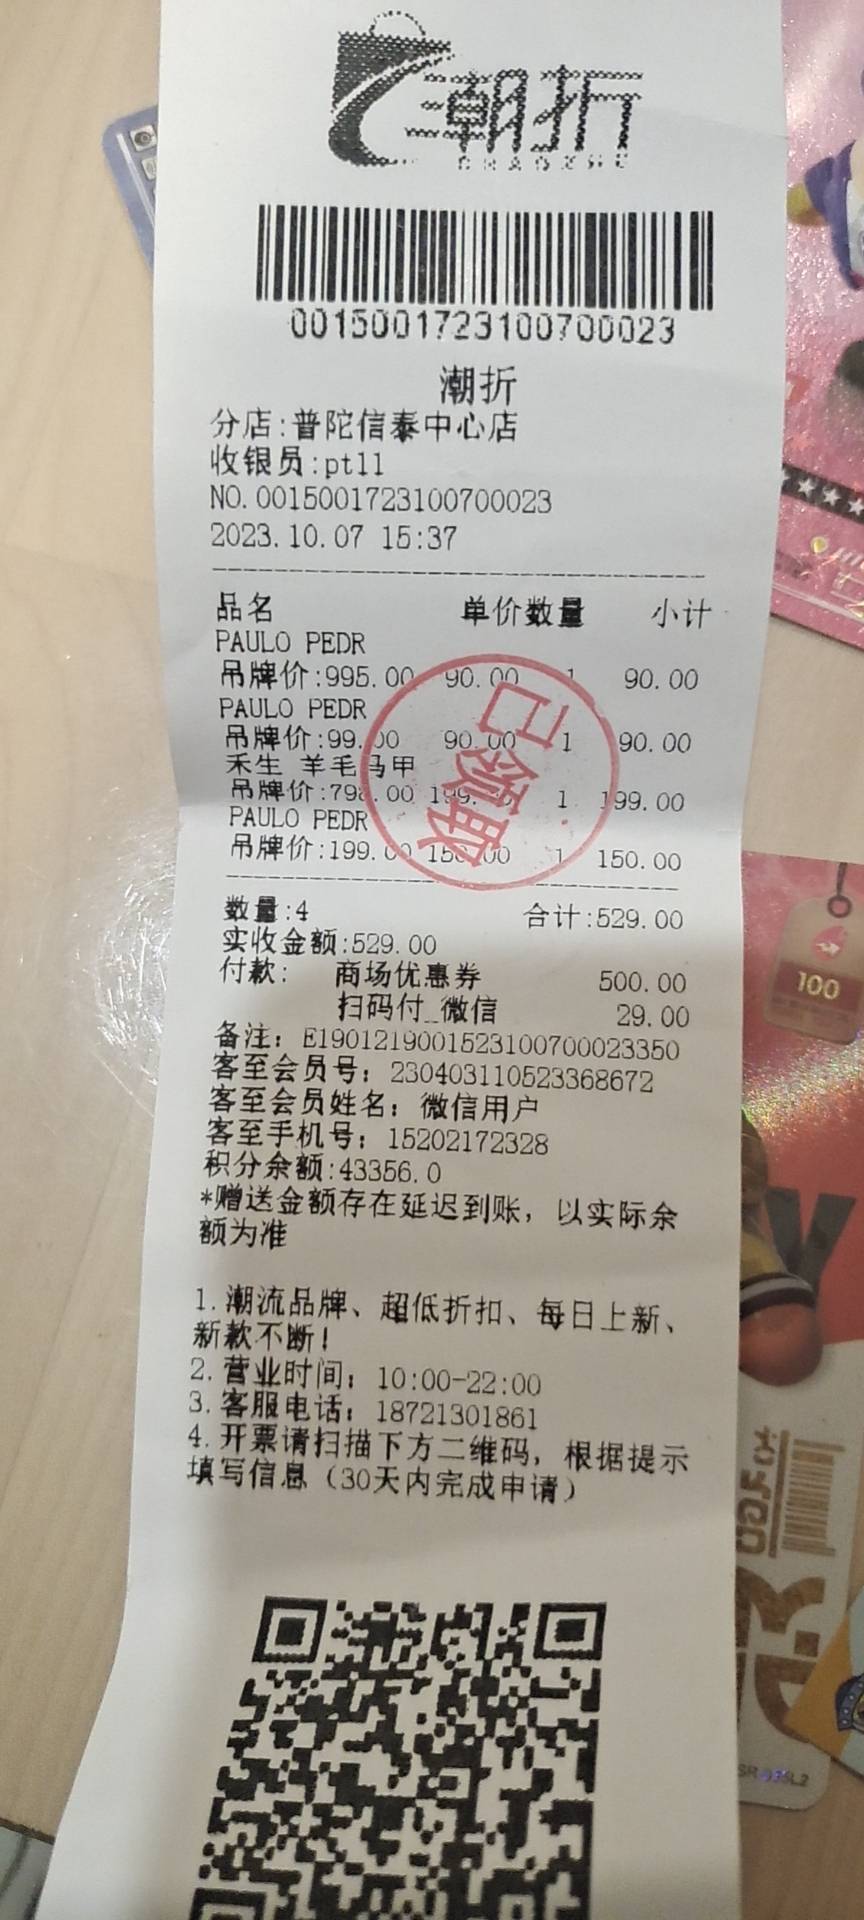 潮折
CHAOZHE
0015001723100700023
潮折
分店:普陀信泰中心店
收银员:pt11
NO.0015001723100700023
2023.10.07 15:37
品名 单价数量 小计
PAULO PEDR
吊牌价:995.00 90.00 1 90.00
PAULO PEDR
吊牌价:99.00 90.00 1 90.00
禾生 羊毛马甲
吊牌价:798.00 199.00 1 199.00
PAULO PEDR
吊牌价:199.00 150.00 1 150.00
已领取
数量:4 合计:529.00
实收金额:529.00
付款: 商场优惠券 500.00
扫码付_微信 29.00
备注: E1901219001523100700023350
客至会员号: 230403110523368672
客至会员姓名: 微信用户
客至手机号: 15202172328
积分余额:43356.0
*赠送金额存在延迟到账，以实际余
额为准
1.潮流品牌、超低折扣、每日上新、
新款不断!
2.营业时间: 10:00-22:00
3.客服电话: 18721301861
4.开票请扫描下方二维码，根据提示
填写信息（30天内完成申请）
100